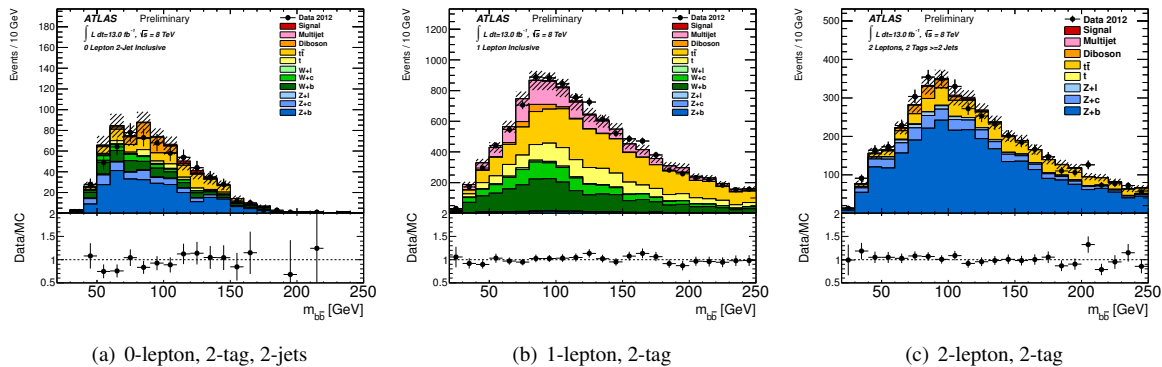 ATLAS Preliminary
∫ L dt=13.0 fb⁻¹, √s = 8 TeV
0 Lepton 2-Jet Inclusive
Data 2012
Signal
Multijet
Diboson
tt̄
t
W+l
W+c
W+b
Z+l
Z+c
Z+b
Events / 10 GeV
180
160
140
120
100
80
60
40
20
0
Data/MC
2
1.5
1
0.5
50 100 150 200 250
m_bb̄ [GeV]
(a) 0-lepton, 2-tag, 2-jets
ATLAS Preliminary
∫ L dt=13.0 fb⁻¹, √s = 8 TeV
1 Lepton Inclusive
Data 2012
Signal
Multijet
Diboson
tt̄
t
W+l
W+c
W+b
Z+l
Z+c
Z+b
Events / 10 GeV
1200
1000
800
600
400
200
Data/MC
2
1.5
1
0.5
50 100 150 200 250
m_bb̄ [GeV]
(b) 1-lepton, 2-tag
ATLAS Preliminary
∫ L dt=13.0 fb⁻¹, √s = 8 TeV
2 Leptons, 2 Tags >=2 Jets
Data 2012
Signal
Multijet
Diboson
tt̄
t
Z+l
Z+c
Z+b
Events / 10 GeV
500
400
300
200
100
0
Data/MC
2
1.5
1
0.5
50 100 150 200 250
m_bb̄ [GeV]
(c) 2-lepton, 2-tag